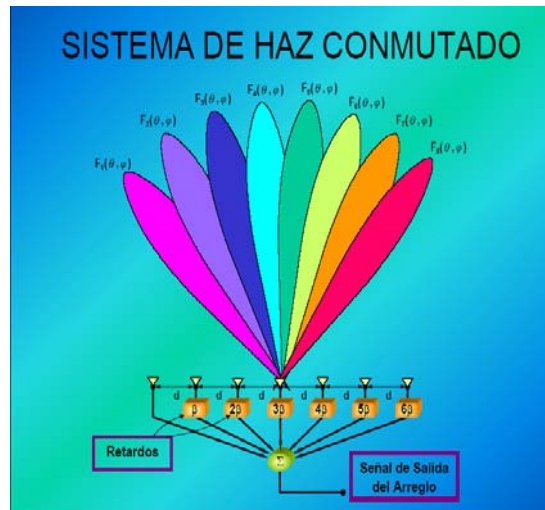 SISTEMA DE HAZ CONMUTADO
F₁(θ,φ)
F₂(θ,φ)
F₃(θ,φ)
F₄(θ,φ)
F₅(θ,φ)
F₆(θ,φ)
F₇(θ,φ)
F₈(θ,φ)
d d d d d d
β 2β 3β 4β 5β 6β
Retardos
Σ
Señal de Salida
del Arreglo